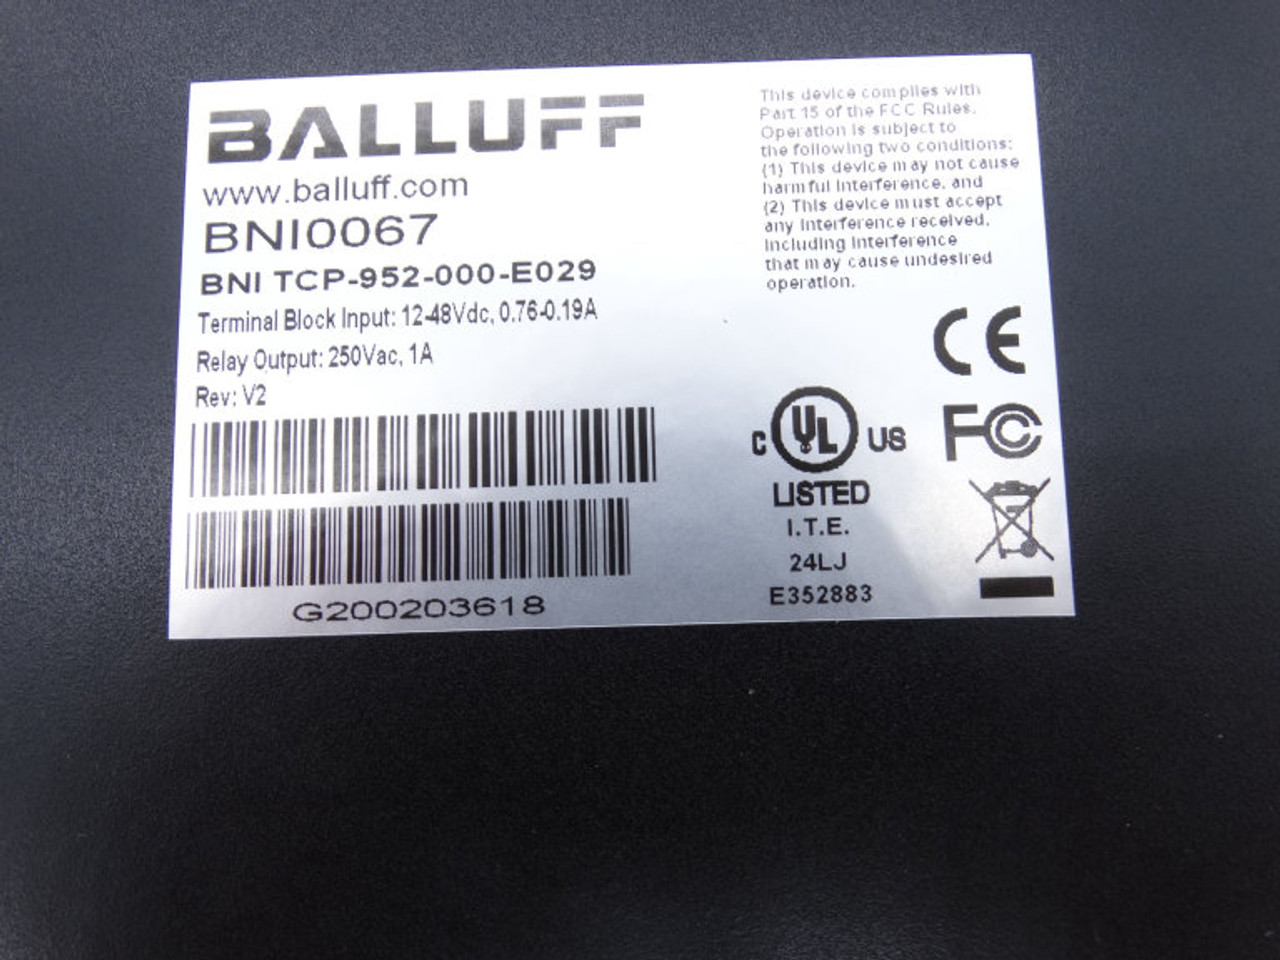 BALLUFF
www.balluff.com
BNI0067
BNI TCP-952-000-E029
Terminal Block Input: 12-48Vdc, 0.76-0.19A
Relay Output: 250Vac, 1A
Rev: V2
G200203618
This device complies with
Part 15 of the FCC Rules.
Operation is subject to
the following two conditions:
(1) This device may not cause
harmful interference, and
(2) This device must accept
any interference received,
including interference
that may cause undesired
operation.
CE
C UL US
FC
LISTED
I.T.E.
24LJ
E352883